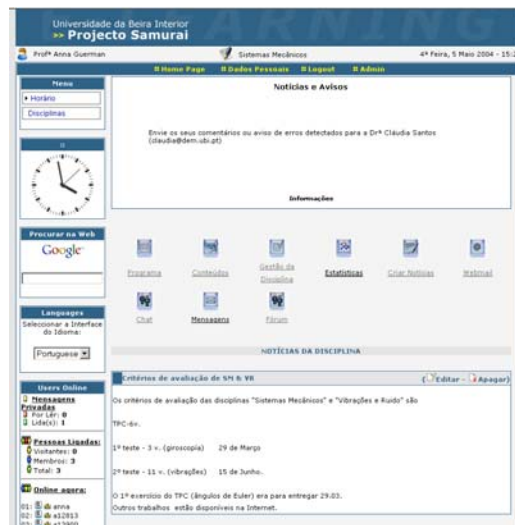 Universidade
da Beira Interior
>> Projecto Samurai
Profª Anna Guerman
Sistemas Mecânicos
4ª Feira, 5 Maio 2004 - 15:2
Home Page
Dados Pessoais
Logout
Admin
Menu
Horário
Disciplinas
Procurar na Web
Google
Languages
Seleccionar a Interface
do Idioma:
Portuguese
Users Online
Mensagens
Privadas
Por Lêr: 0
Lida(s): 1
Pessoas Ligadas:
Visitantes: 0
Membros: 3
Total: 3
Online agora:
01: anna
02: a12813
Notícias e Avisos
Envie os seus comentários ou aviso de erros detectados para a Drª Cláudia Santos
(claudia@dem.ubi.pt)
Informações
Programa
Conteúdos
Gestão da
Disciplina
Estatísticas
Criar Notícias
Webmail
Chat
Mensagens
Fórum
NOTÍCIAS DA DISCIPLINA
Critérios de avaliação de SM & VR
(Editar - Apagar)
Os critérios de avaliação das disciplinas "Sistemas Mecânicos" e "Vibrações e Ruido" são
TPC-6v.
1º teste - 3 v. (giroscopia) 29 de Março
2º teste - 11 v. (vibrações) 15 de Junho.
O 1º exercício do TPC (ângulos de Euler) era para entregar 29.03.
Outros trabalhos estão disponíveis na Internet.